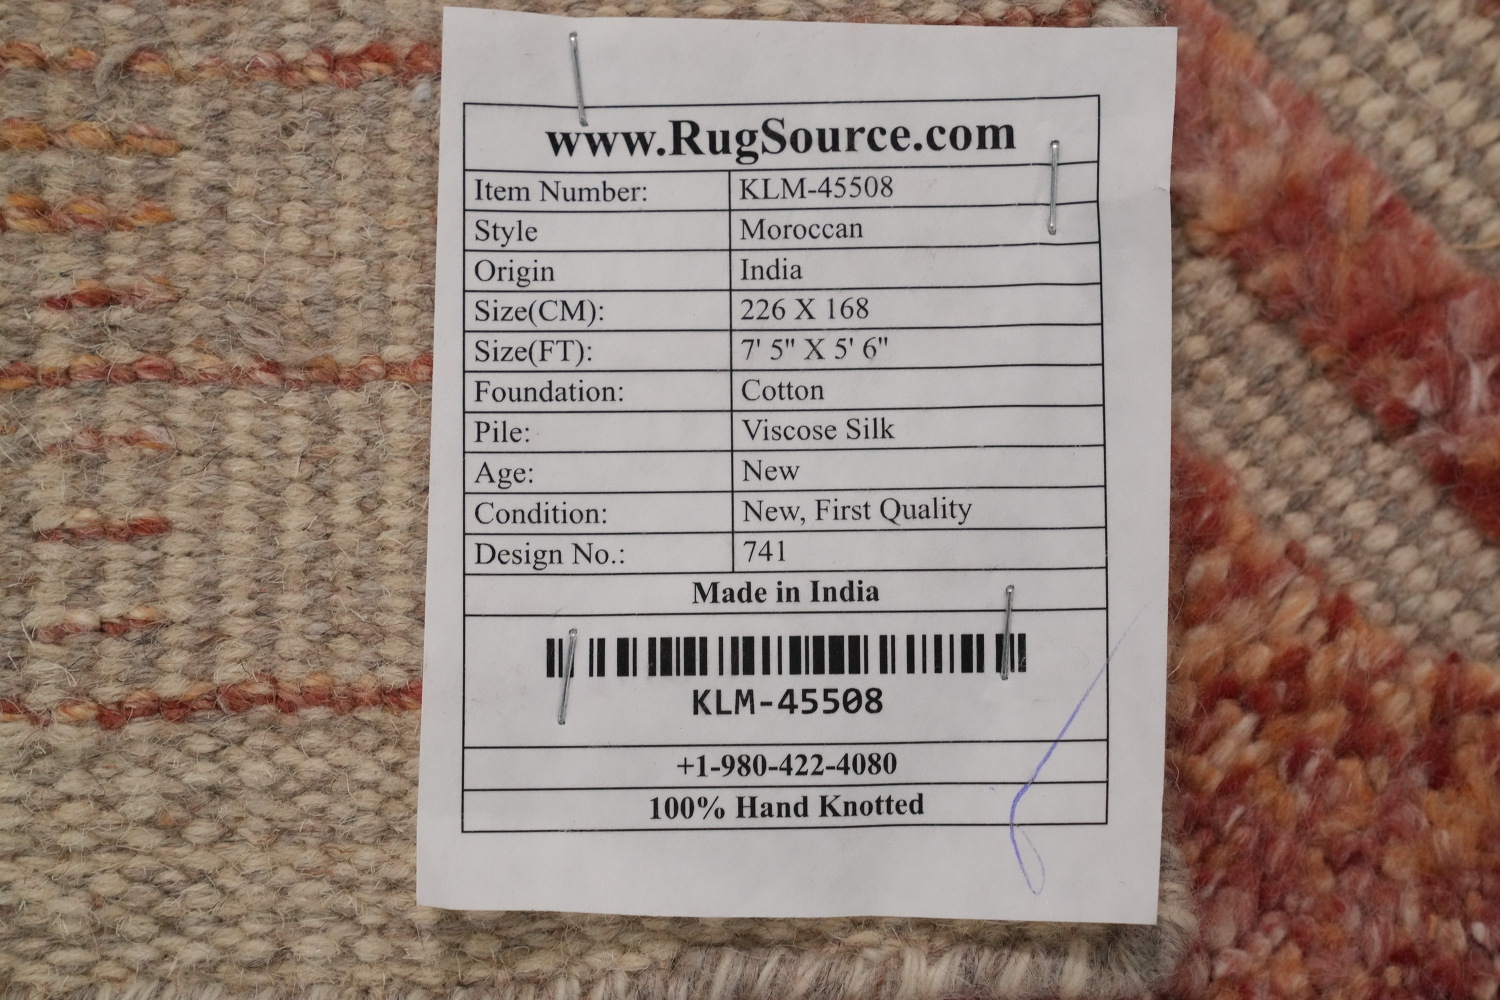 www.RugSource.com
Item Number: KLM-45508
Style Moroccan
Origin India
Size(CM): 226 X 168
Size(FT): 7' 5" X 5' 6"
Foundation: Cotton
Pile: Viscose Silk
Age: New
Condition: New, First Quality
Design No.: 741
Made in India
KLM-45508
+1-980-422-4080
100% Hand Knotted